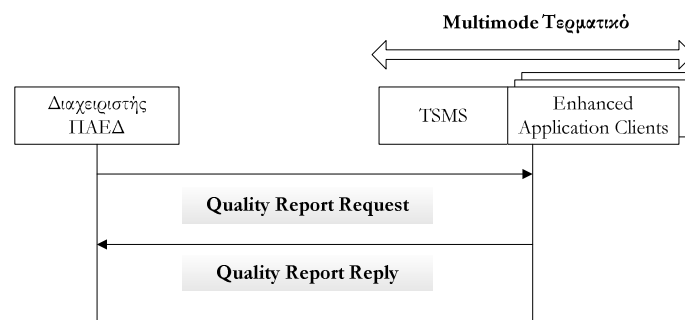 Multimode Τερματικό
Διαχειριστής
ΠΑΕΔ
TSMS
Enhanced
Application Clients
Quality Report Request
Quality Report Reply